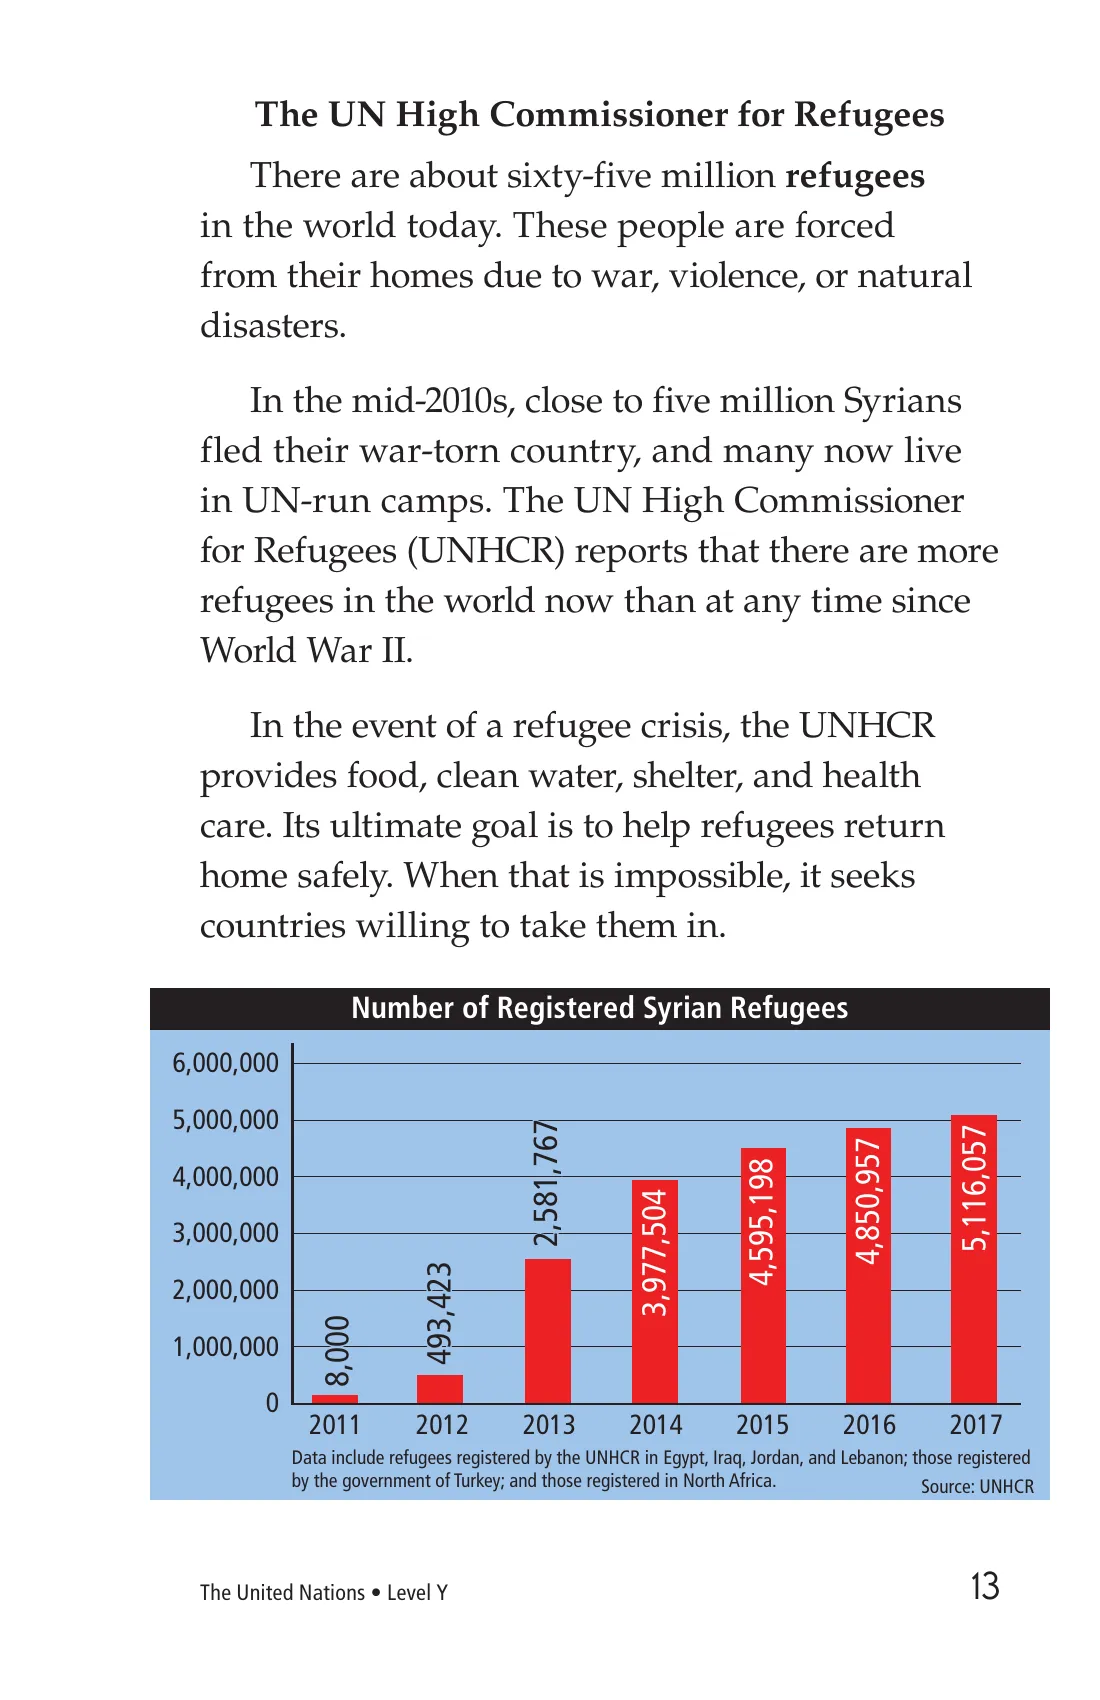 The UN High Commissioner for Refugees
There are about sixty-five million refugees
in the world today. These people are forced
from their homes due to war, violence, or natural
disasters.
In the mid-2010s, close to five million Syrians
fled their war-torn country, and many now live
in UN-run camps. The UN High Commissioner
for Refugees (UNHCR) reports that there are more
refugees in the world now than at any time since
World War II.
In the event of a refugee crisis, the UNHCR
provides food, clean water, shelter, and health
care. Its ultimate goal is to help refugees return
home safely. When that is impossible, it seeks
countries willing to take them in.
Number of Registered Syrian Refugees
6,000,000
5,000,000
4,000,000
3,000,000
2,000,000
1,000,000
0
8,000
493,423
2,581,767
3,977,504
4,595,198
4,850,957
5,116,057
2011 2012 2013 2014 2015 2016 2017
Data include refugees registered by the UNHCR in Egypt, Iraq, Jordan, and Lebanon; those registered
by the government of Turkey; and those registered in North Africa.
Source: UNHCR
The United Nations • Level Y
13